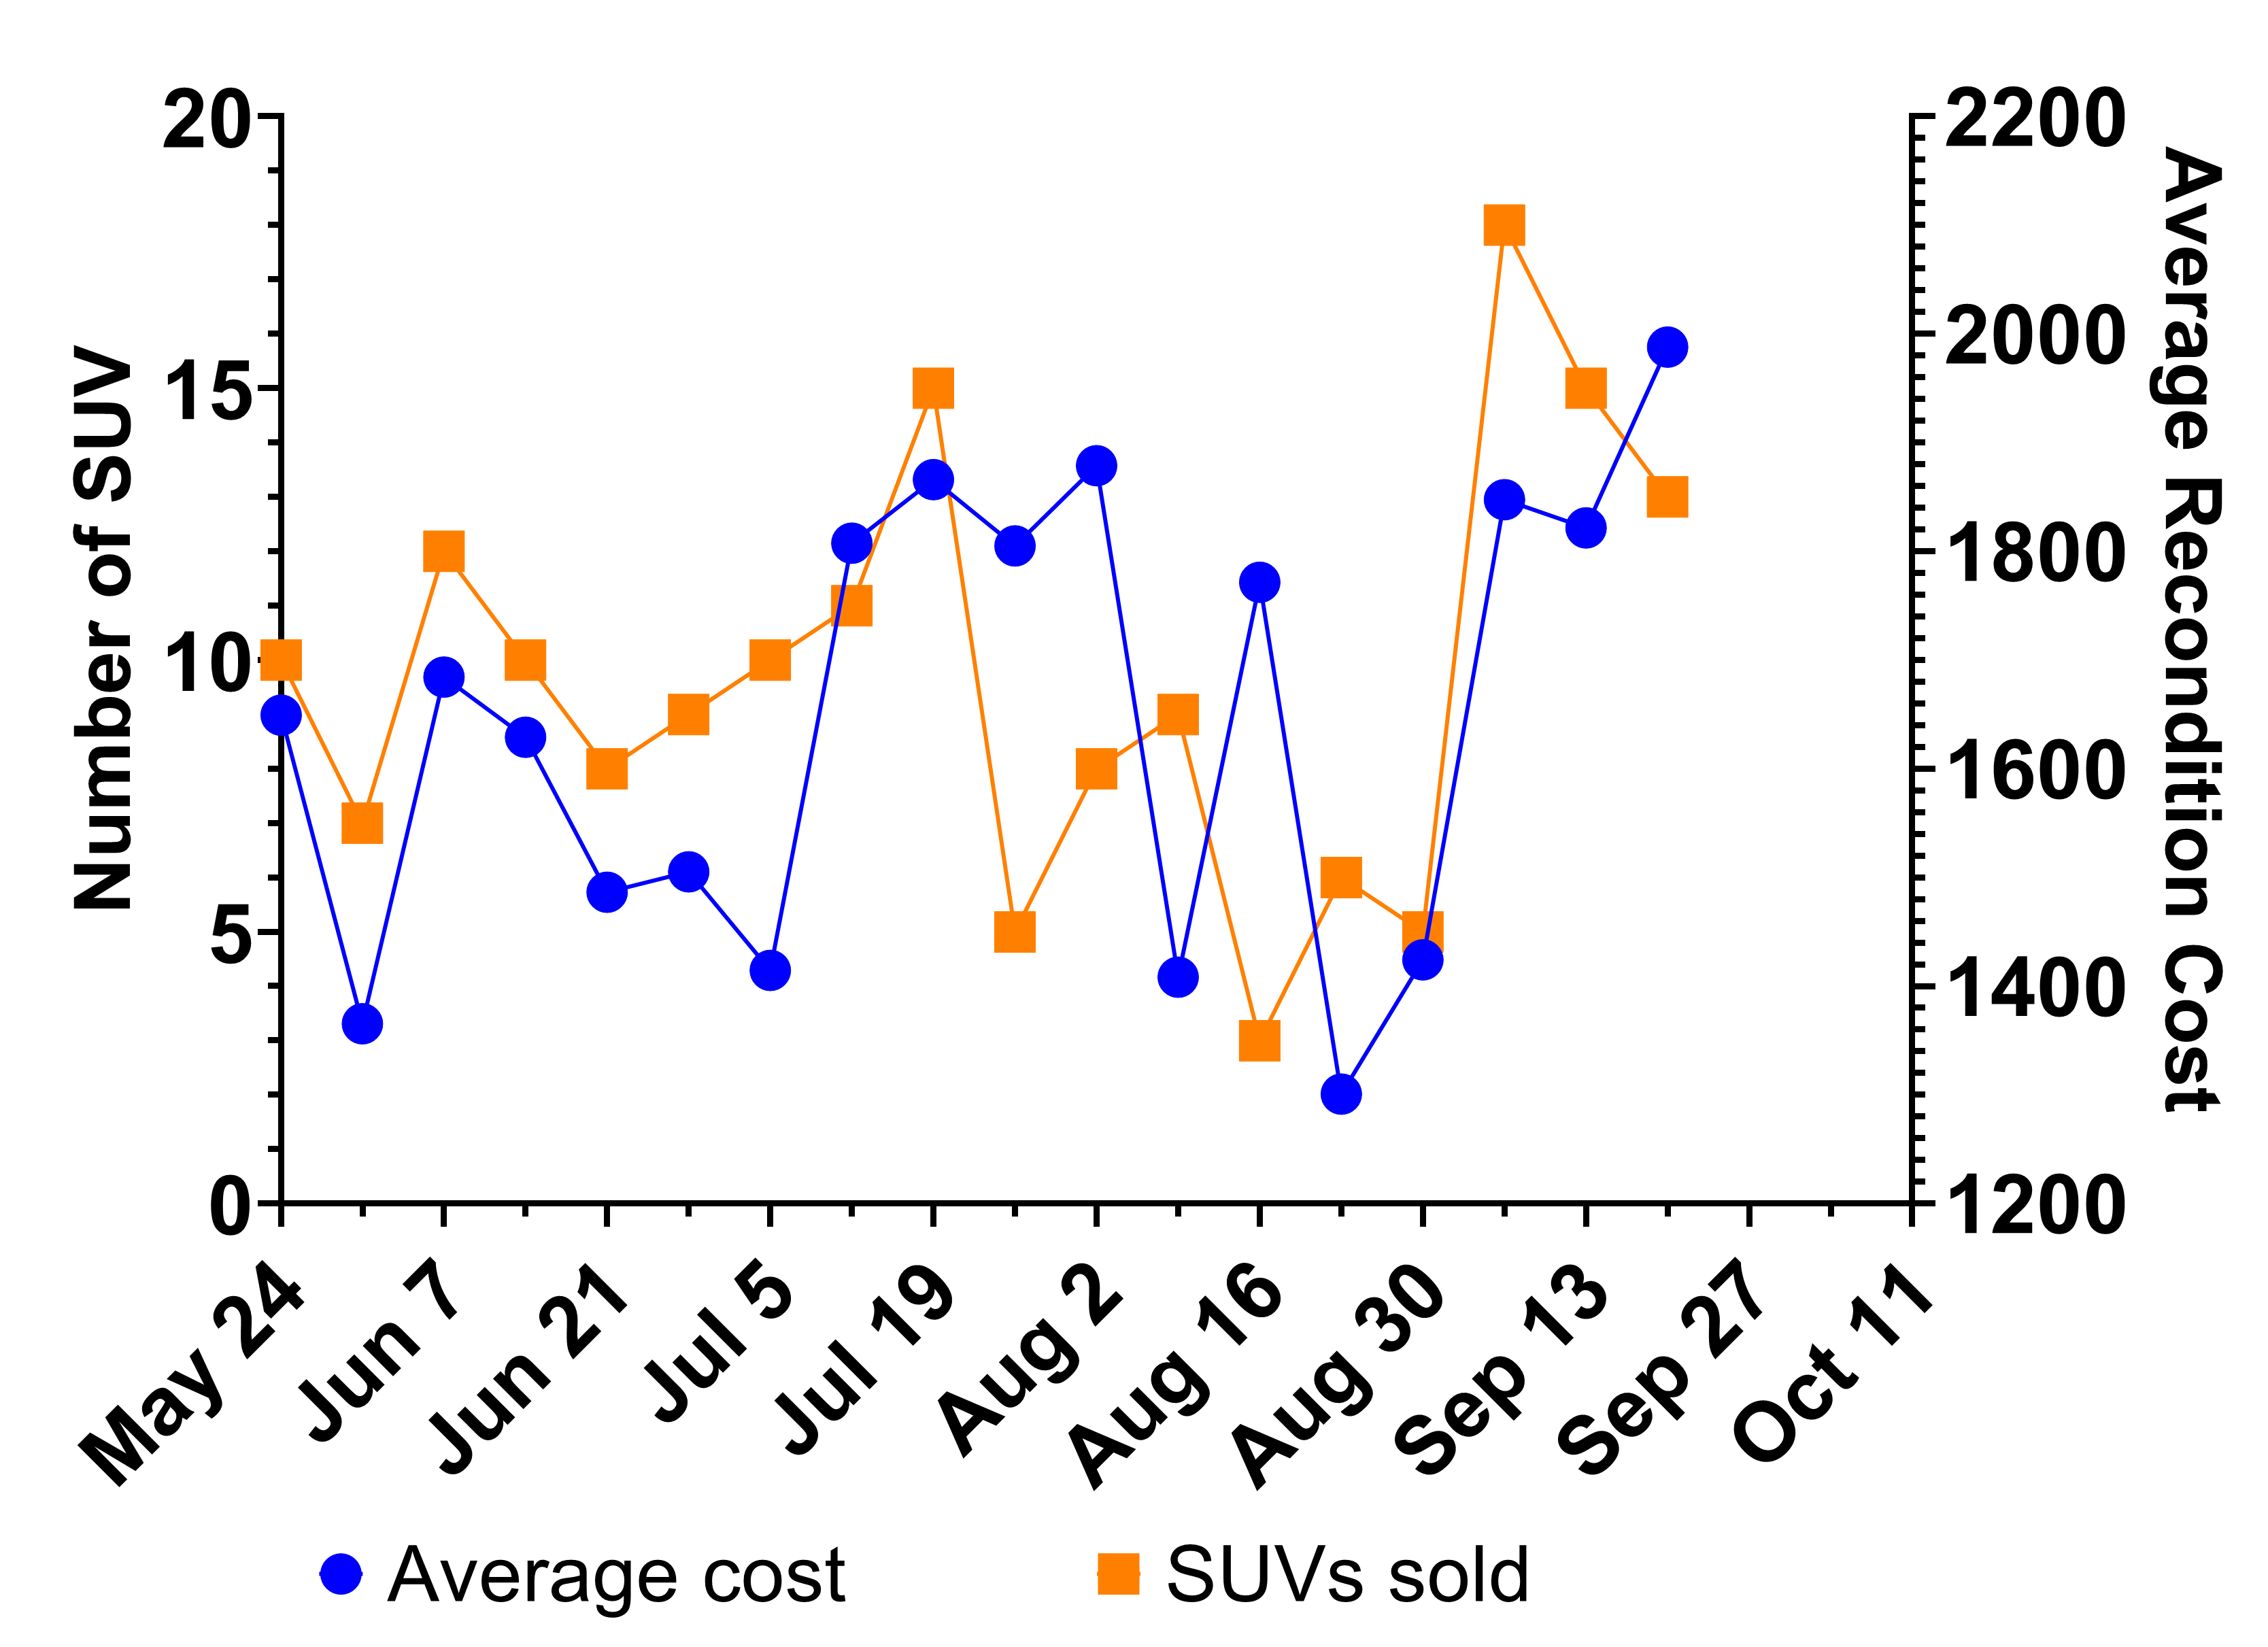 Number of SUV
20
15
10
5
0
2200
2000
1800
1600
1400
1200
Average Recondition Cost
May 24
Jun 7
Jun 21
Jul 5
Jul 19
Aug 2
Aug 16
Aug 30
Sep 13
Sep 27
Oct 11
Average cost
SUVs sold